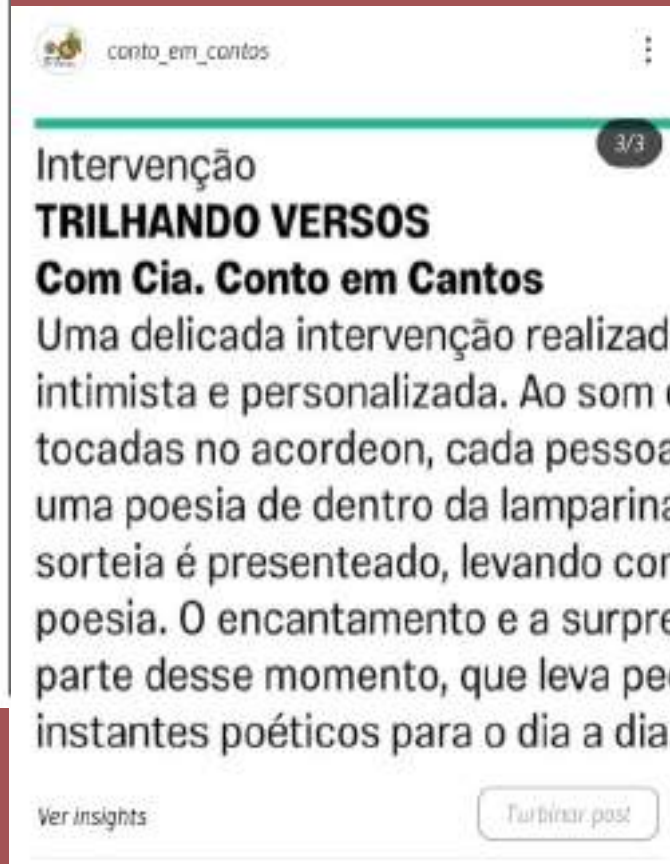 conto_em_cantos
3/3
Intervenção
TRILHANDO VERSOS
Com Cia. Conto em Cantos
Uma delicada intervenção realizad
intimista e personalizada. Ao som
tocadas no acordeon, cada pessoa
uma poesia de dentro da lamparina
sorteia é presenteado, levando con
poesia. O encantamento e a surpre
parte desse momento, que leva pe
instantes poéticos para o dia a dia
Ver insights
Turbinar post